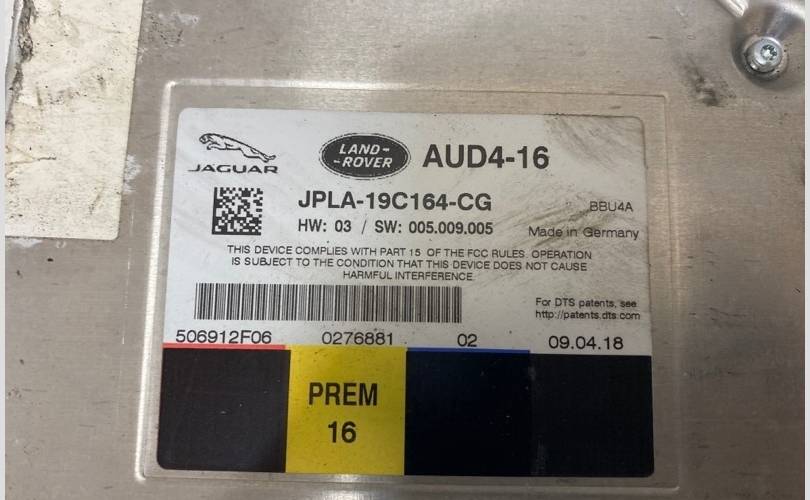 JAGUAR
LAND-
-ROVER
AUD4-16
JPLA-19C164-CG
BBU4A
HW: 03 / SW: 005.009.005
Made in Germany
THIS DEVICE COMPLIES WITH PART 15 OF THE FCC RULES. OPERATION
IS SUBJECT TO THE CONDITION THAT THIS DEVICE DOES NOT CAUSE
HARMFUL INTERFERENCE
For DTS patents, see
http://patents.dts.com
506912F06 0276881 02 09.04.18
PREM
16